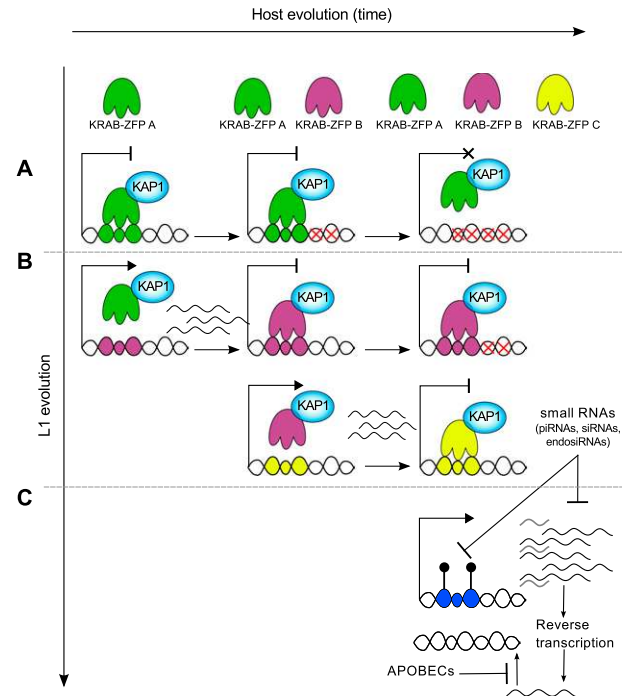 Host evolution (time)
KRAB-ZFP A
KRAB-ZFP A
KRAB-ZFP B
KRAB-ZFP A
KRAB-ZFP B
KRAB-ZFP C
A
KAP1
KAP1
KAP1
B
KAP1
KAP1
KAP1
L1 evolution
KAP1
KAP1
small RNAs
(piRNAs, siRNAs,
endosiRNAs)
C
Reverse
transcription
APOBECs